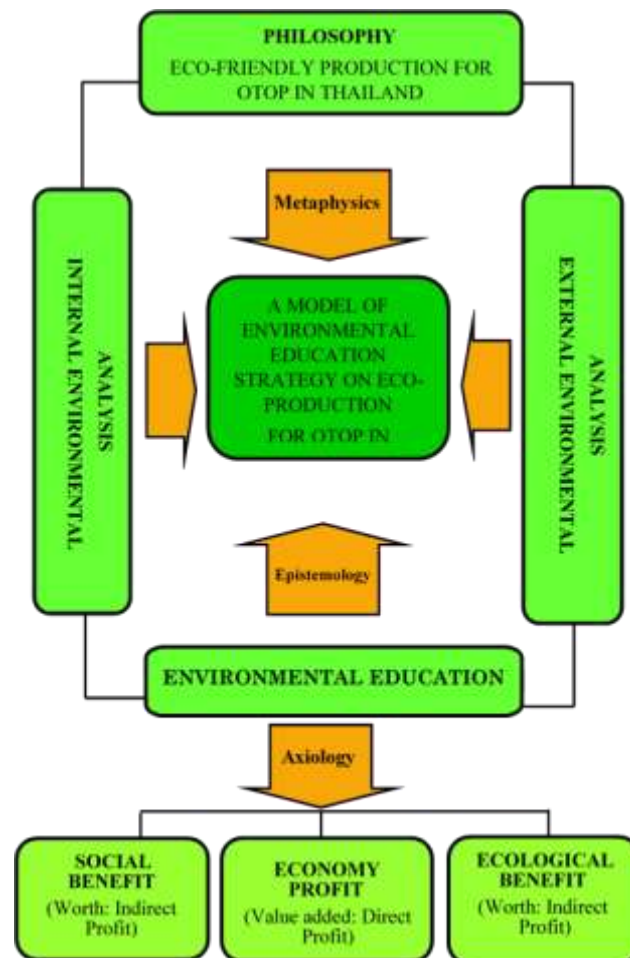 PHILOSOPHY
ECO-FRIENDLY PRODUCTION FOR
OTOP IN THAILAND
Metaphysics
INTERNAL ENVIRONMENTAL
ANALYSIS
A MODEL OF
ENVIRONMENTAL
EDUCATION
STRATEGY ON ECO-
PRODUCTION
FOR OTOP IN
ANALYSIS
EXTERNAL ENVIRONMENTAL
Epistemology
ENVIRONMENTAL EDUCATION
Axiology
SOCIAL
BENEFIT
(Worth: Indirect
Profit)
ECONOMY
PROFIT
(Value added: Direct
Profit)
ECOLOGICAL
BENEFIT
(Worth: Indirect
Profit)